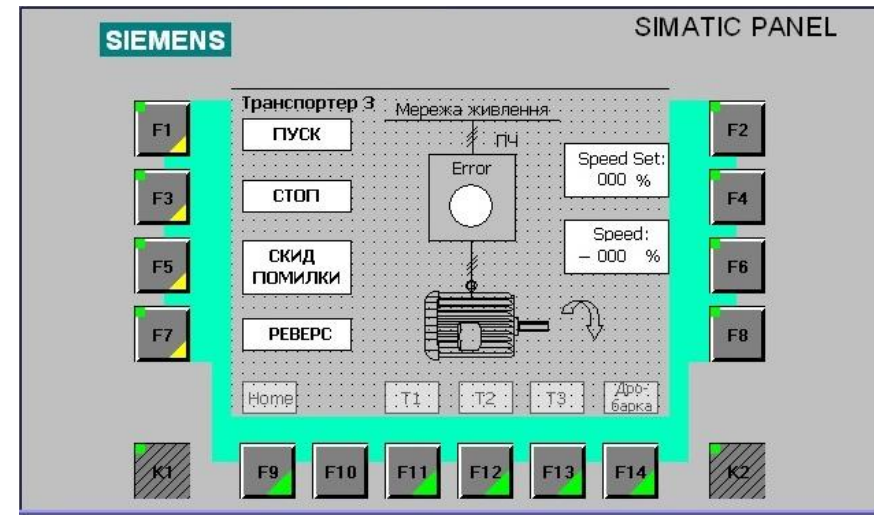 SIEMENS
SIMATIC PANEL
Транспортер 3
Мережа живлення
F1
ПУСК
ПЧ
F2
Error
Speed Set:
000 %
F3
СТОП
F4
Speed:
– 000 %
F5
СКИД
ПОМИЛКИ
F6
F7
РЕВЕРС
F8
Home
T1
T2
T3
Дро-
барка
K1
F9
F10
F11
F12
F13
F14
K2